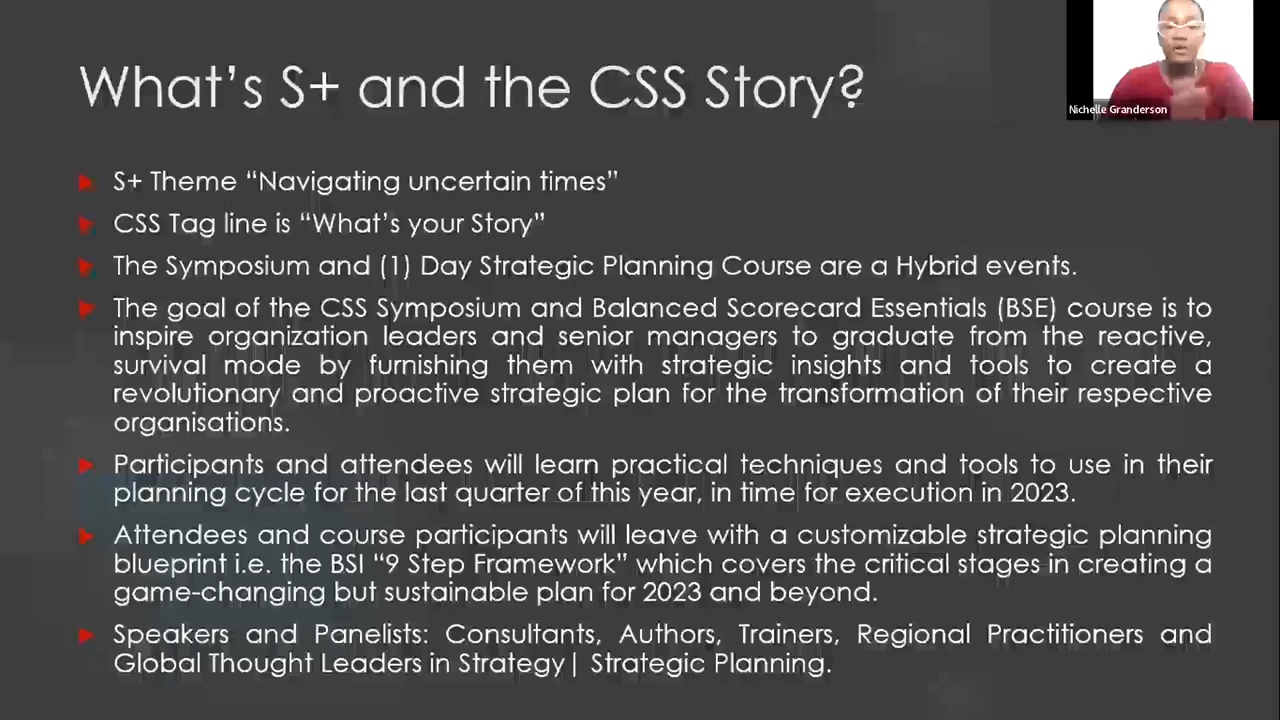 What's S+ and the CSS Story?
Nichelle Granderson
S+ Theme “Navigating uncertain times”
CSS Tag line is “What's your Story”
The Symposium and (1) Day Strategic Planning Course are a Hybrid events.
The goal of the CSS Symposium and Balanced Scorecard Essentials (BSE) course is to
inspire organization leaders and senior managers to graduate from the reactive,
survival mode by furnishing them with strategic insights and tools to create a
revolutionary and proactive strategic plan for the transformation of their respective
organisations.
Participants and attendees will learn practical techniques and tools to use in their
planning cycle for the last quarter of this year, in time for execution in 2023.
Attendees and course participants will leave with a customizable strategic planning
blueprint i.e. the BSI “9 Step Framework” which covers the critical stages in creating a
game-changing but sustainable plan for 2023 and beyond.
Speakers and Panelists: Consultants, Authors, Trainers, Regional Practitioners and
Global Thought Leaders in Strategy| Strategic Planning.